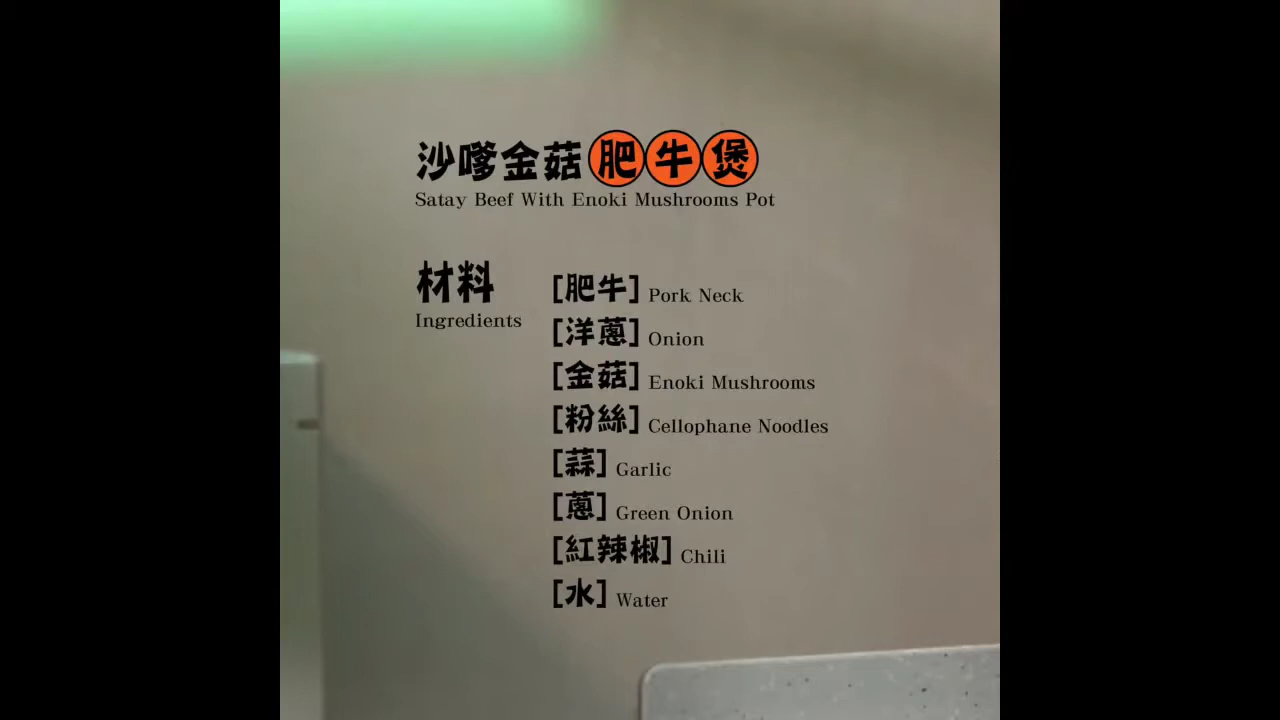 沙嗲金菇肥牛煲
Satay Beef With Enoki Mushrooms Pot
材料
Ingredients
[肥牛] Pork Neck
[洋蔥] Onion
[金菇] Enoki Mushrooms
[粉絲] Cellophane Noodles
[蒜] Garlic
[蔥] Green Onion
[紅辣椒] Chili
[水] Water